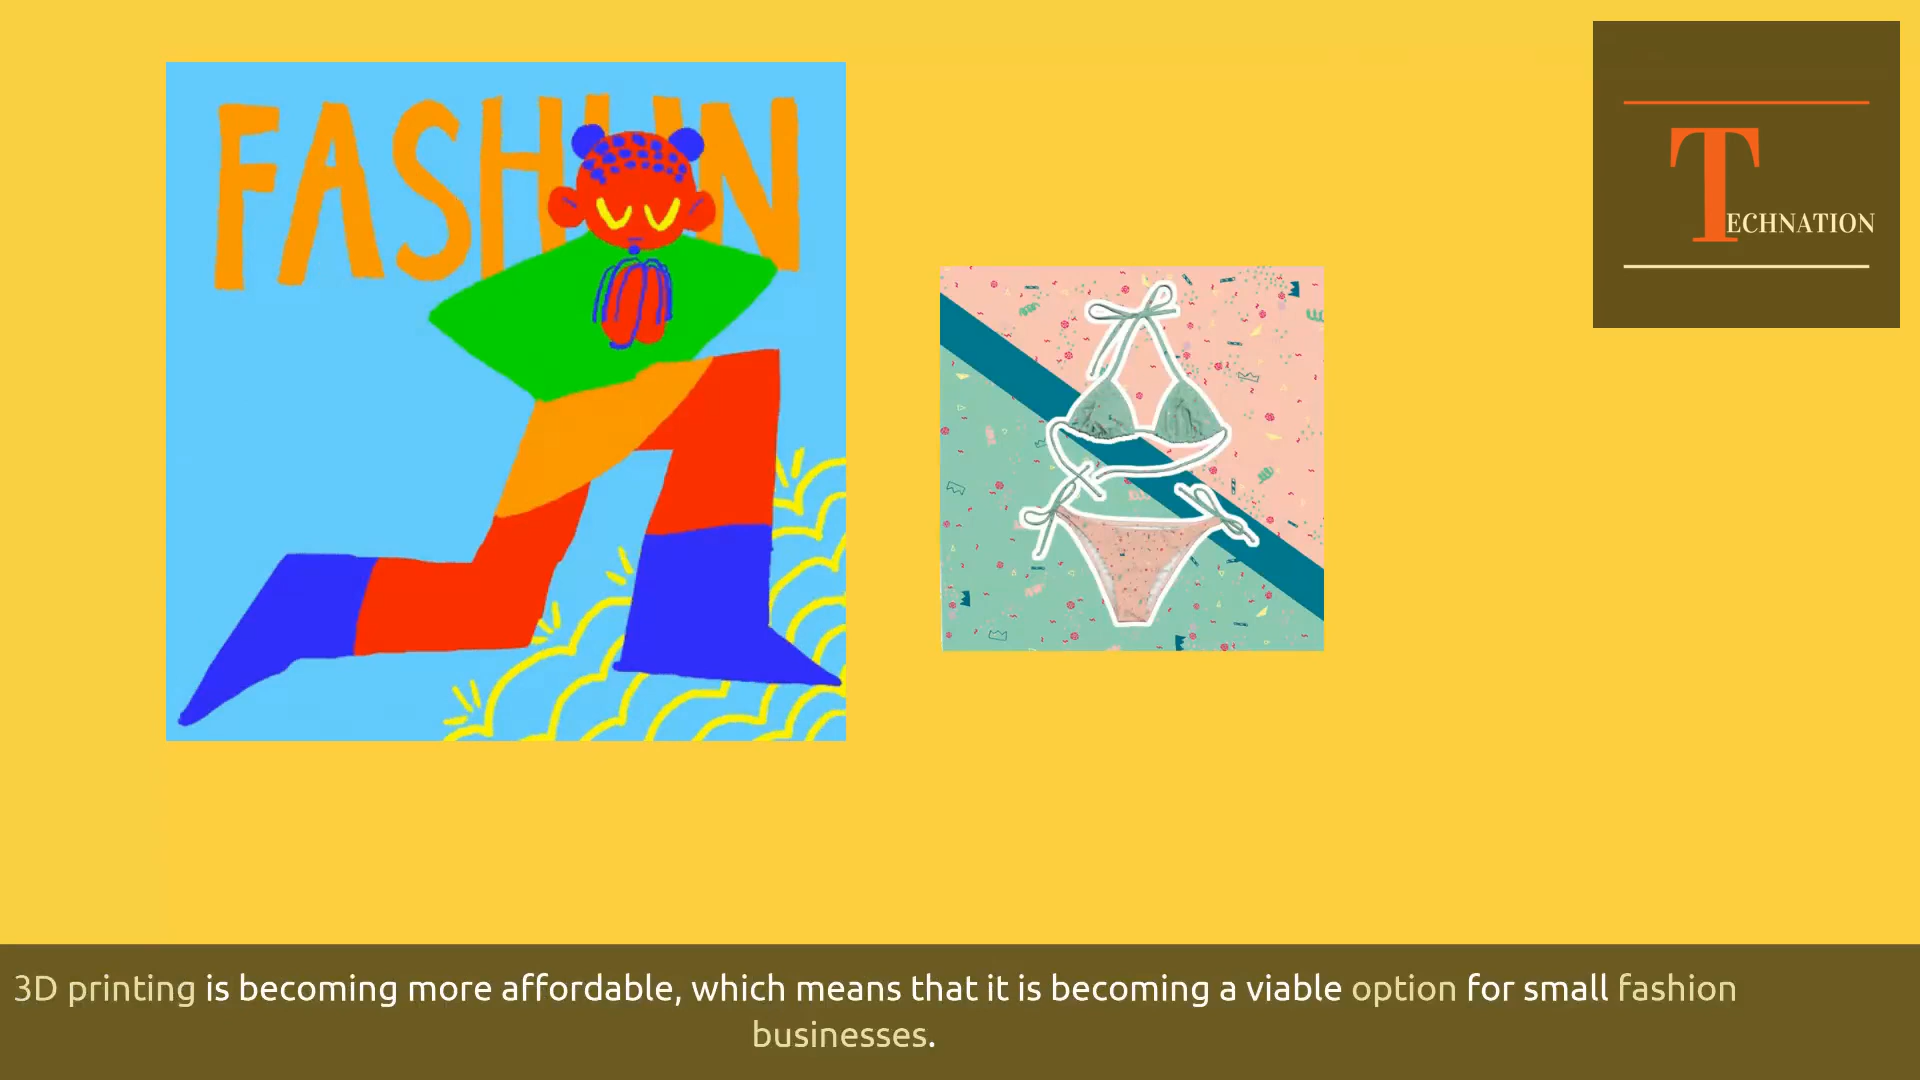 FASHION
TECHNATION
3D printing is becoming more affordable, which means that it is becoming a viable option for small fashion
businesses.